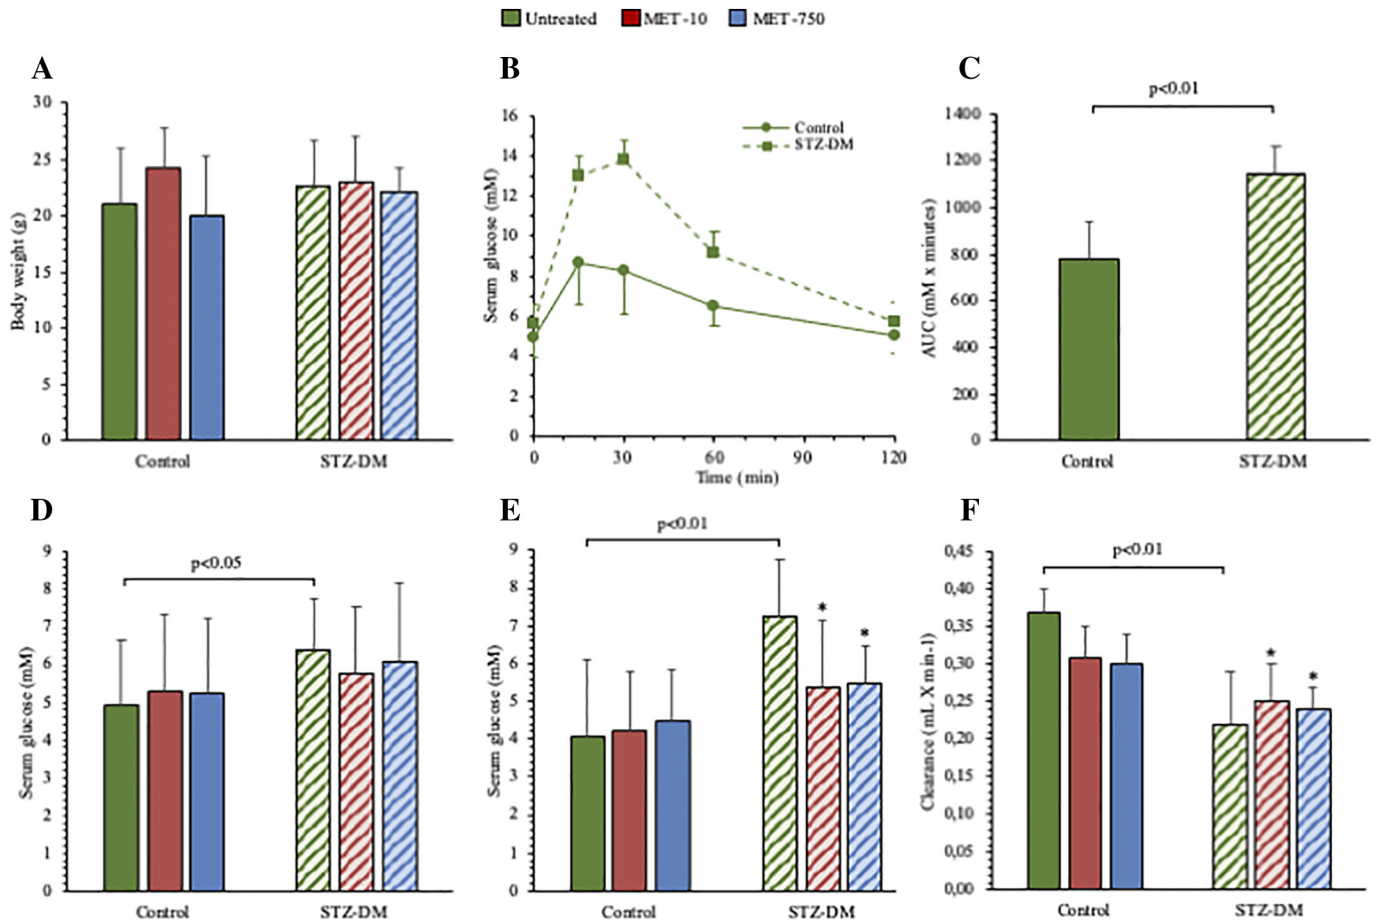 Untreated MET-10 MET-750
A
30
25
20
15
10
5
0
Body weight (g)
Control STZ-DM
B
16
14
12
10
8
6
4
2
0
Serum glucose (mM)
Control
STZ-DM
0 30 60 90 120
Time (min)
C
p<0.01
1400
1200
1000
800
600
400
200
0
AUC (mM x minutes)
Control STZ-DM
D
9
8
7
6
5
4
3
2
1
0
Serum glucose (mM)
p<0.05
Control STZ-DM
E
p<0.01
9
8
7
6
5
4
3
2
1
0
Serum glucose (mM)
* *
Control STZ-DM
F
0,45
0,40
0,35
0,30
0,25
0,20
0,15
0,10
0,05
0,00
Clearance (mL X min-1)
p<0.01
* *
Control STZ-DM